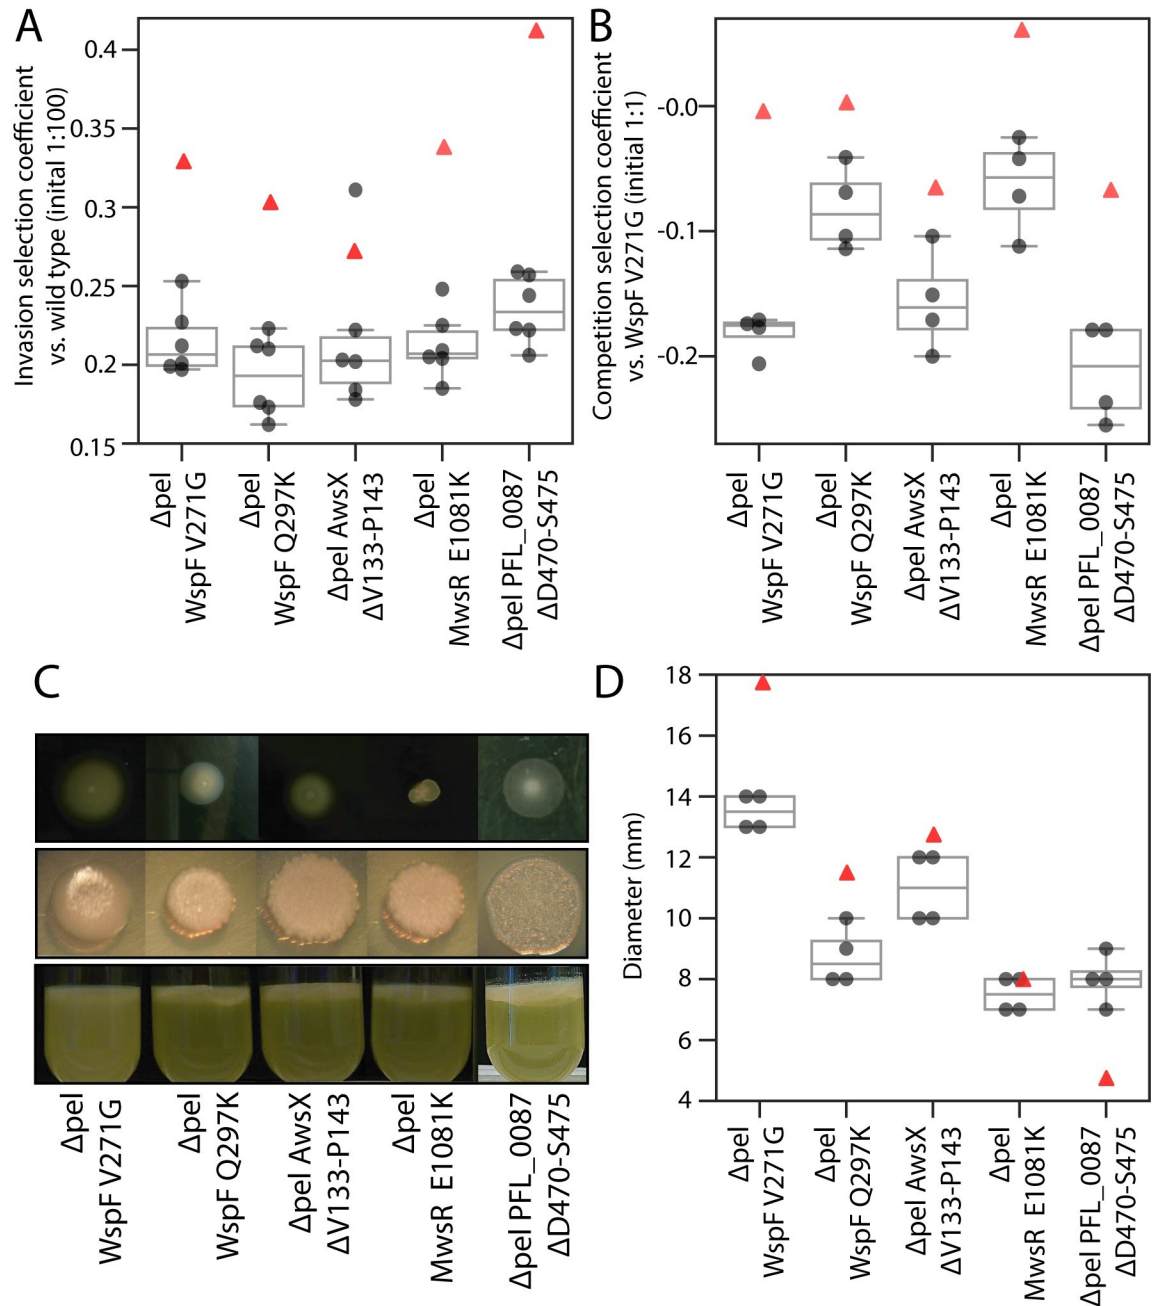 A
Invasion selection coefficient
vs. wild type (inital 1:100)
0.4
0.35
0.3
0.25
0.2
0.15
Δpel
WspF V271G
Δpel
WspF Q297K
Δpel AwsX
ΔV133-P143
Δpel
MwsR E1081K
Δpel PFL_0087
ΔD470-S475
B
Competition selection coefficient
vs. WspF V271G (initial 1:1)
-0.0
-0.1
-0.2
Δpel
WspF V271G
Δpel
WspF Q297K
Δpel AwsX
ΔV133-P143
Δpel
MwsR E1081K
Δpel PFL_0087
ΔD470-S475
C
Δpel
WspF V271G
Δpel
WspF Q297K
Δpel AwsX
ΔV133-P143
Δpel
MwsR E1081K
Δpel PFL_0087
ΔD470-S475
D
Diameter (mm)
18
16
14
12
10
8
6
4
Δpel
WspF V271G
Δpel
WspF Q297K
Δpel AwsX
ΔV133-P143
Δpel
MwsR E1081K
Δpel PFL_0087
ΔD470-S475